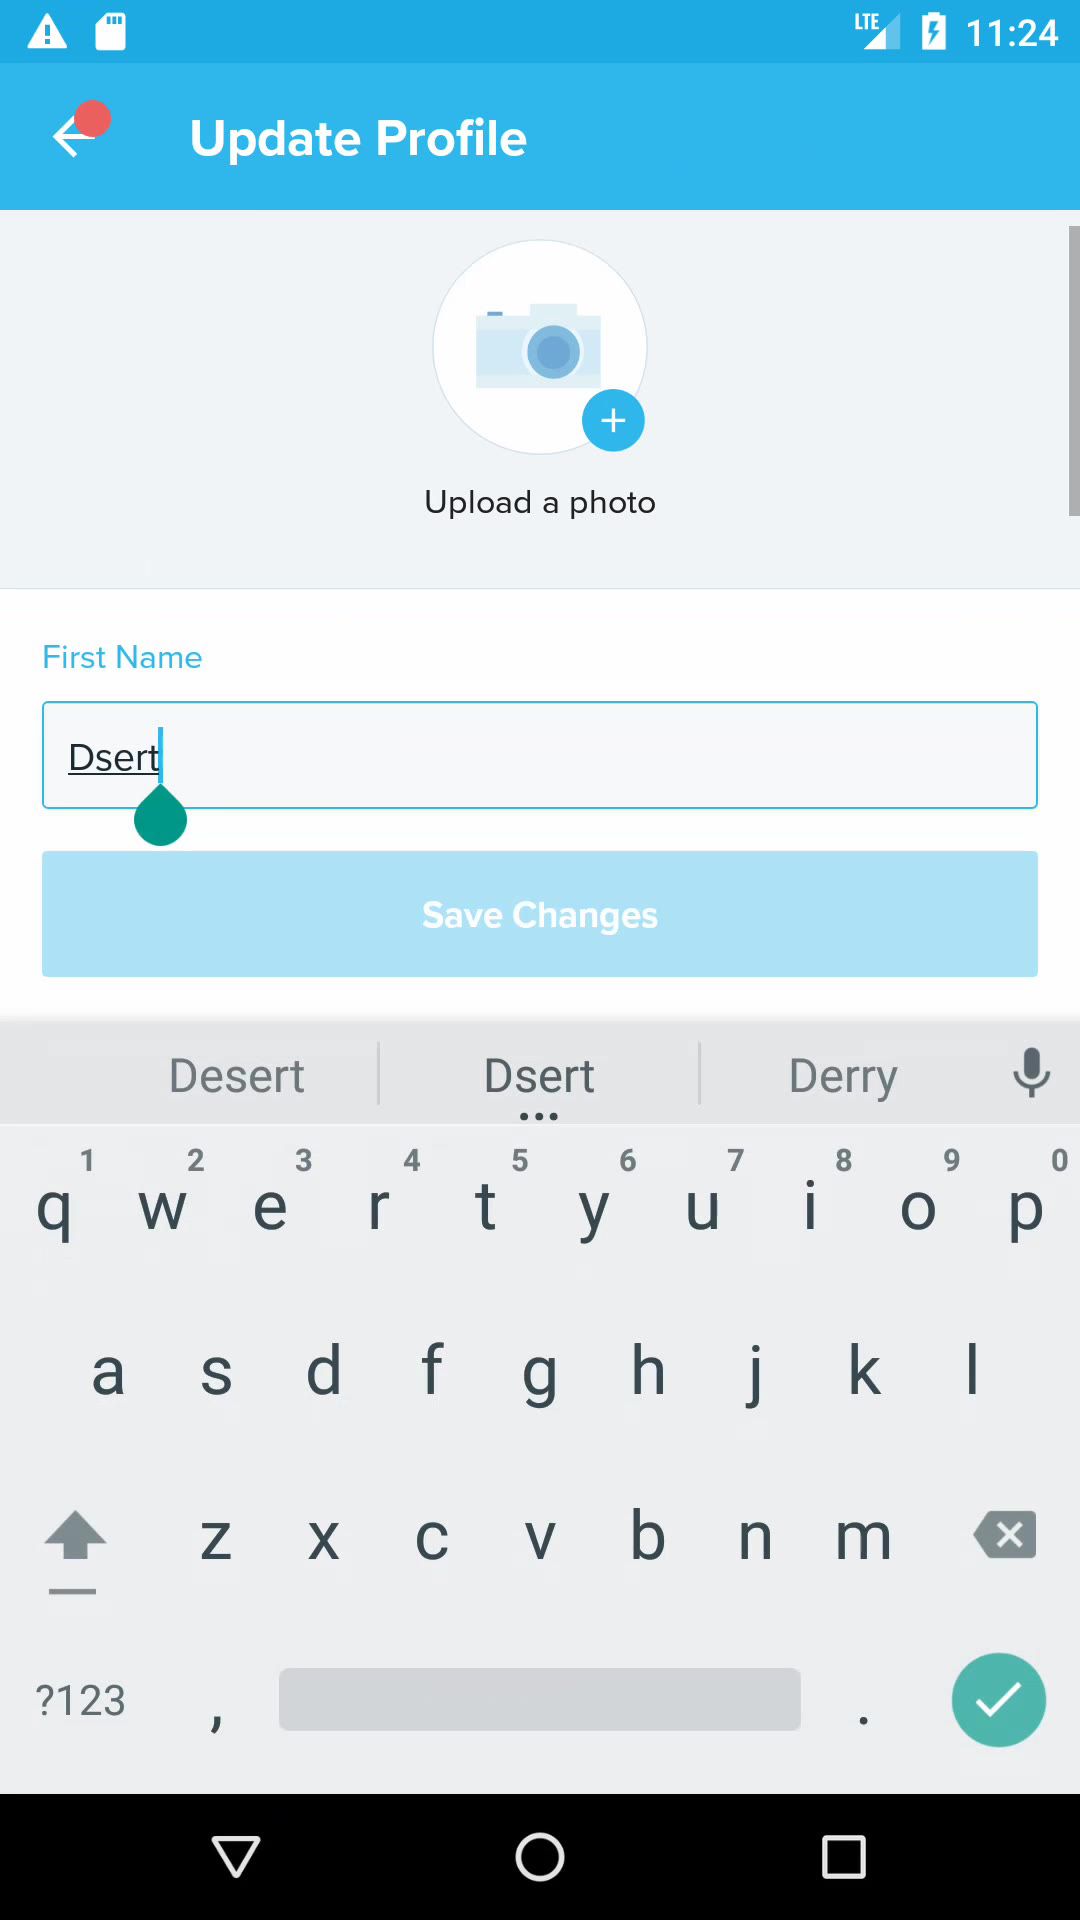 LTE 11:24
Update Profile
Upload a photo
First Name
Dsert
Save Changes
Desert Dsert Derry
1 2 3 4 5 6 7 8 9 0
q w e r t y u i o p
a s d f g h j k l
z x c v b n m
?123 , .